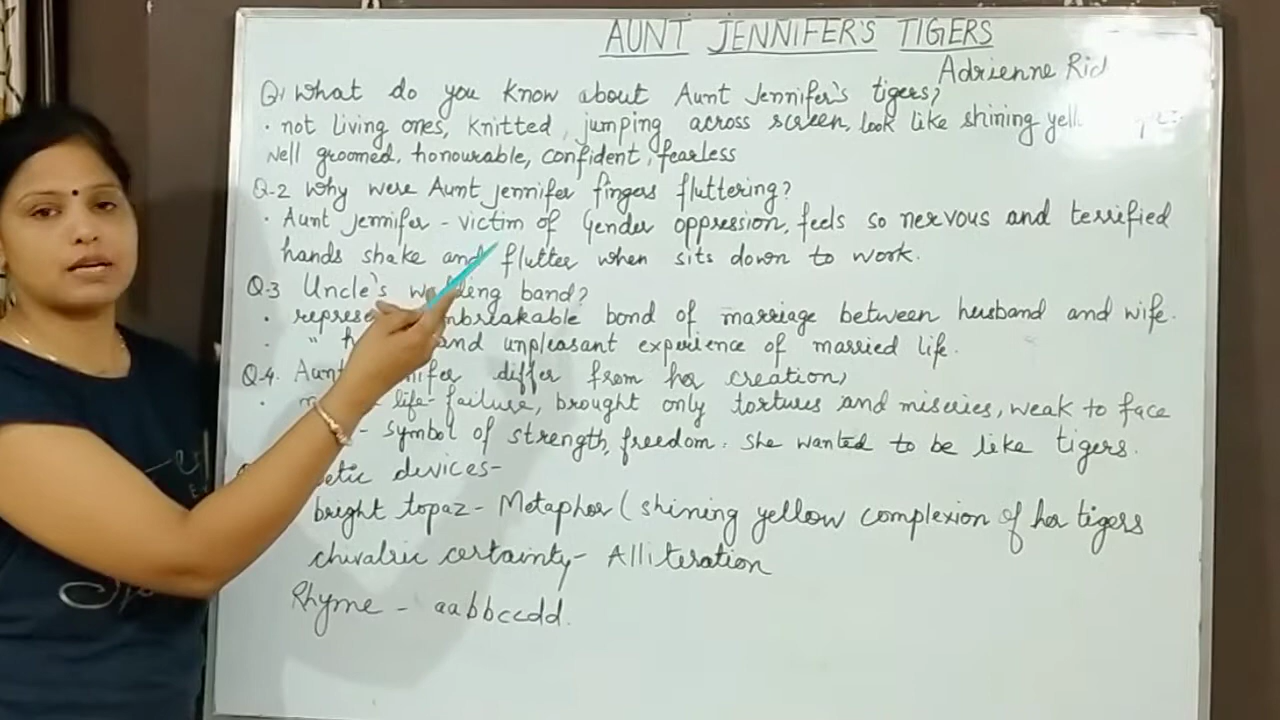 AUNT JENNIFER'S TIGERS
Adrienne Ric
Q1 What do you know about Aunt Jennifer's tigers?
· not living ones, knitted, jumping across screen, look like shining yell
well groomed, honourable, confident, fearless
Q-2 Why were Aunt Jennifer fingers fluttering?
· Aunt Jennifer - victim of Gender oppression, feels so nervous and terrified
hands shake and flutter when sits down to work.
Q-3 Uncle's wedding band?
· represe unbreakable bond of marriage between husband and wife.
· " h and unpleasant experience of married life.
Q-4. Aunt nnifer differ from her creation,
· life- failure, brought only tortures and miseries, weak to face
- symbol of strength, freedom. She wanted to be like tigers.
etic devices-
bright topaz - Metaphor ( shining yellow complexion of her tigers
chivalric certainty - Alliteration
Rhyme - aabbccdd.